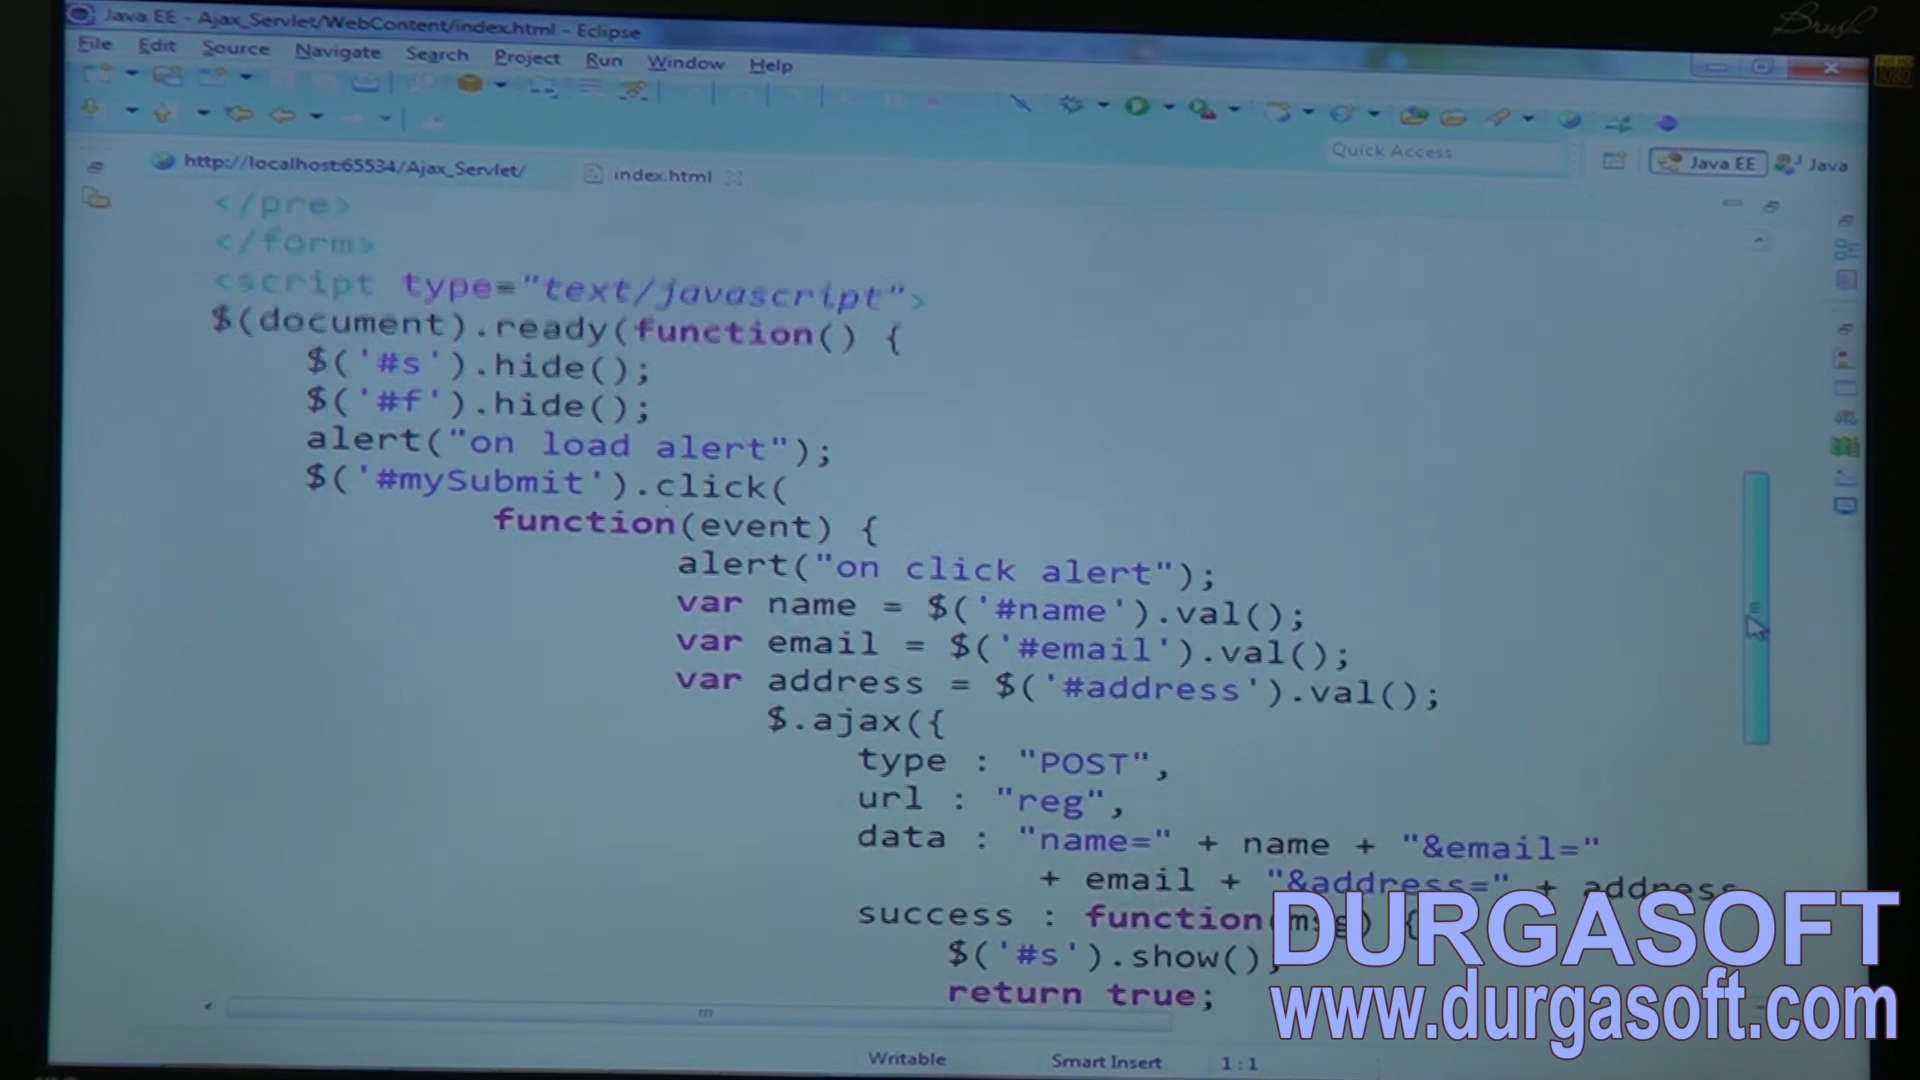 Brush
Java EE - Ajax_Servlet/WebContent/index.html - Eclipse
File Edit Source Navigate Search Project Run Window Help
Quick Access
Java EE
Java
http://localhost:65534/Ajax_Servlet/
index.html
</pre>
</form>
<script type="text/javascript">
$(document).ready(function() {
$('#s').hide();
$('#f').hide();
alert("on load alert");
$('#mySubmit').click(
function(event) {
alert("on click alert");
var name = $('#name').val();
var email = $('#email').val();
var address = $('#address').val();
$.ajax({
type : "POST",
url : "reg",
data : "name=" + name + "&email="
+ email + "&address=" + address
success : function(msg) {
$('#s').show();
return true;
DURGASOFT
www.durgasoft.com
Writable
Smart Insert
1 : 1